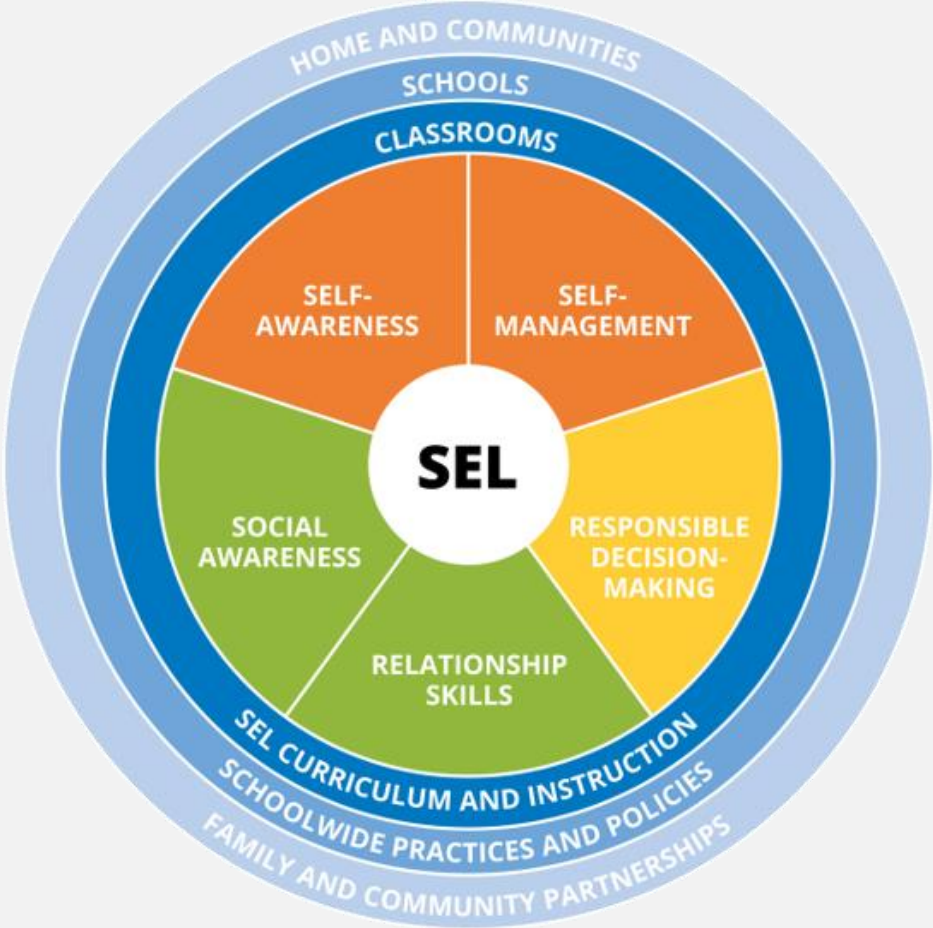 HOME AND COMMUNITIES
SCHOOLS
CLASSROOMS
SELF-
AWARENESS
SELF-
MANAGEMENT
SEL
SOCIAL
AWARENESS
RESPONSIBLE
DECISION-
MAKING
RELATIONSHIP
SKILLS
SEL CURRICULUM AND INSTRUCTION
SCHOOLWIDE PRACTICES AND POLICIES
FAMILY AND COMMUNITY PARTNERSHIPS